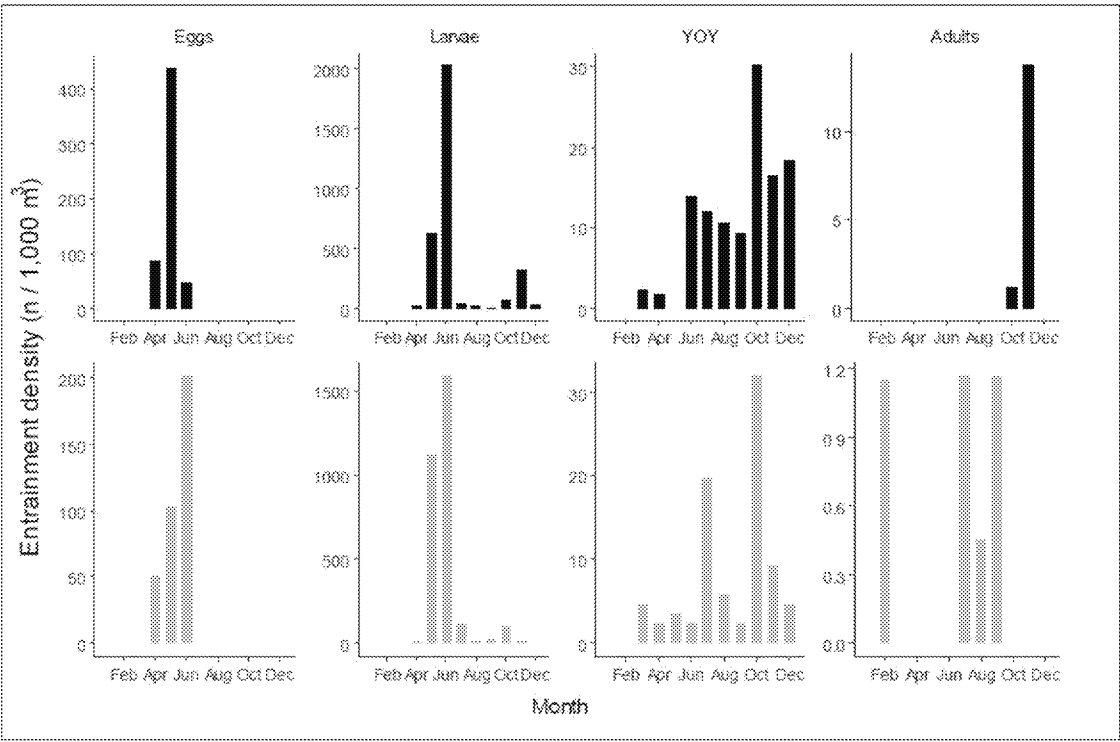 Eggs Larvae YOY Adults
400 2000 30
1500 10
300 20
200 1000
5
100 500 10
0 0 0 0
Feb Apr Jun Aug Oct Dec Feb Apr Jun Aug Oct Dec Feb Apr Jun Aug Oct Dec Feb Apr Jun Aug Oct Dec
Entrainment density (n / 1,000 m³)
200 1500 30 1.2
150 0.9
1000 20
100 0.6
500 10
50 0.3
0 0 0 0.0
Feb Apr Jun Aug Oct Dec Feb Apr Jun Aug Oct Dec Feb Apr Jun Aug Oct Dec Feb Apr Jun Aug Oct Dec
Month